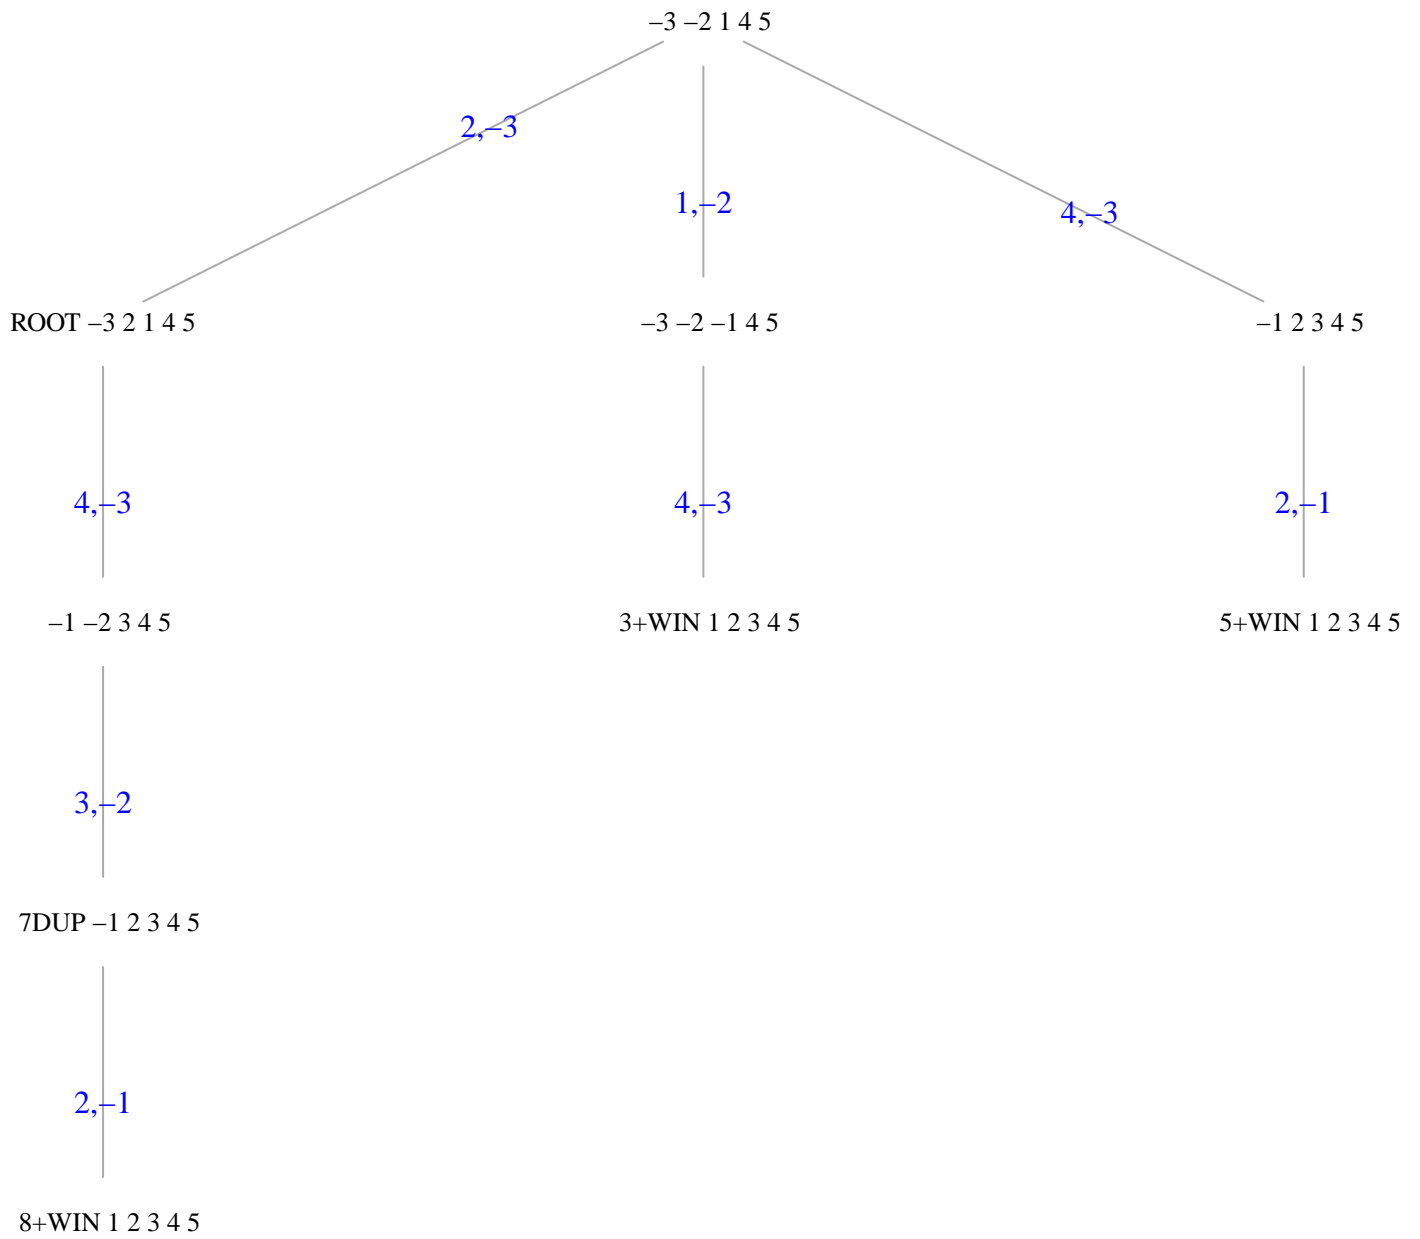 –3 –2 1 4 5
2,–3
1,–2
4,–3
ROOT –3 2 1 4 5
–3 –2 –1 4 5
–1 2 3 4 5
4,–3
4,–3
2,–1
–1 –2 3 4 5
3+WIN 1 2 3 4 5
5+WIN 1 2 3 4 5
3,–2
7DUP –1 2 3 4 5
2,–1
8+WIN 1 2 3 4 5